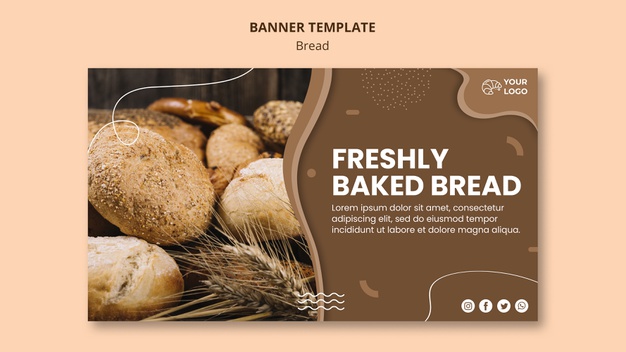 BANNER TEMPLATE
Bread
YOUR
LOGO
FRESHLY
BAKED BREAD
Lorem ipsum dolor sit amet, consectetur
adipiscing elit, sed do eiusmod tempor
incididunt ut labore et dolore magna aliqua.